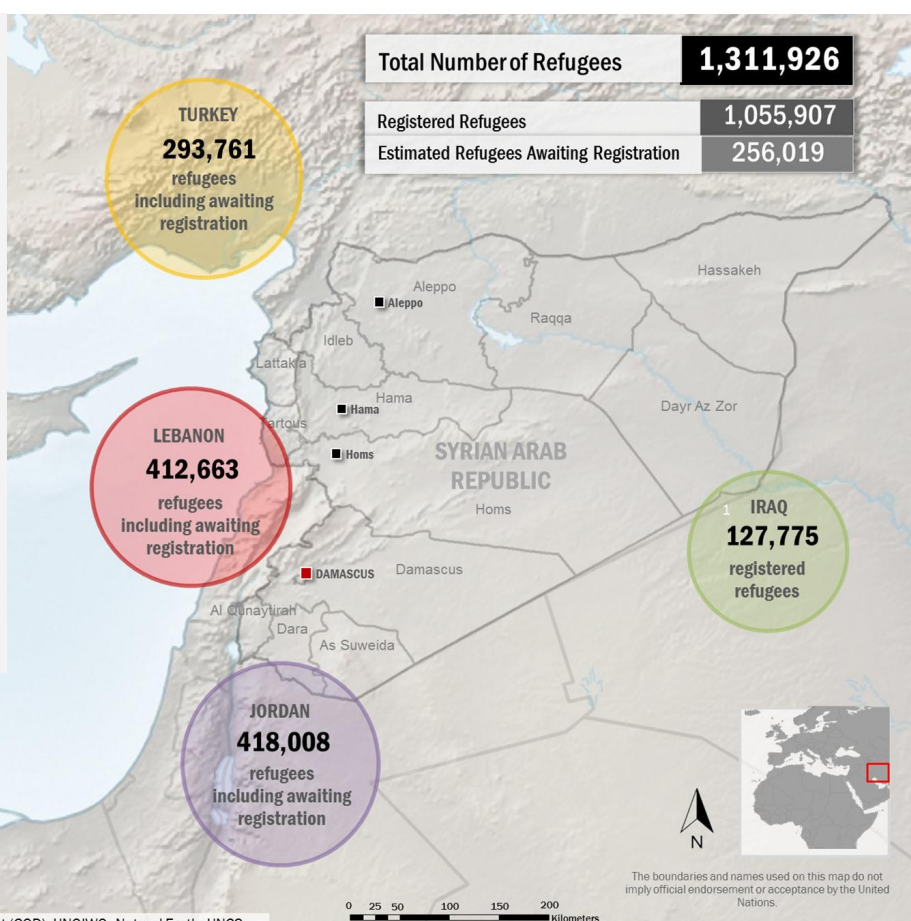 Total Number of Refugees 1,311,926
Registered Refugees 1,055,907
Estimated Refugees Awaiting Registration 256,019
TURKEY
293,761
refugees
including awaiting
registration
Hassakeh
Aleppo
Aleppo
Raqqa
Idleb
Lattakia
Hama
Hama
Dayr Az Zor
Tartous
LEBANON
412,663
refugees
including awaiting
registration
Homs
SYRIAN ARAB
REPUBLIC
Homs
1
IRAQ
127,775
registered
refugees
DAMASCUS
Damascus
Al Qunaytirah
Dara
As Suweida
JORDAN
418,008
refugees
including awaiting
registration
N
The boundaries and names used on this map do not
imply official endorsement or acceptance by the United
Nations.
0 25 50 100 150 200
Kilometers